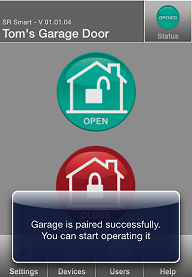 SR Smart - V 01.01.04
Tom's Garage Door
OPENED
Status
OPEN
CLOSE
Garage is paired successfully.
You can start operating it
Settings Devices Users Help